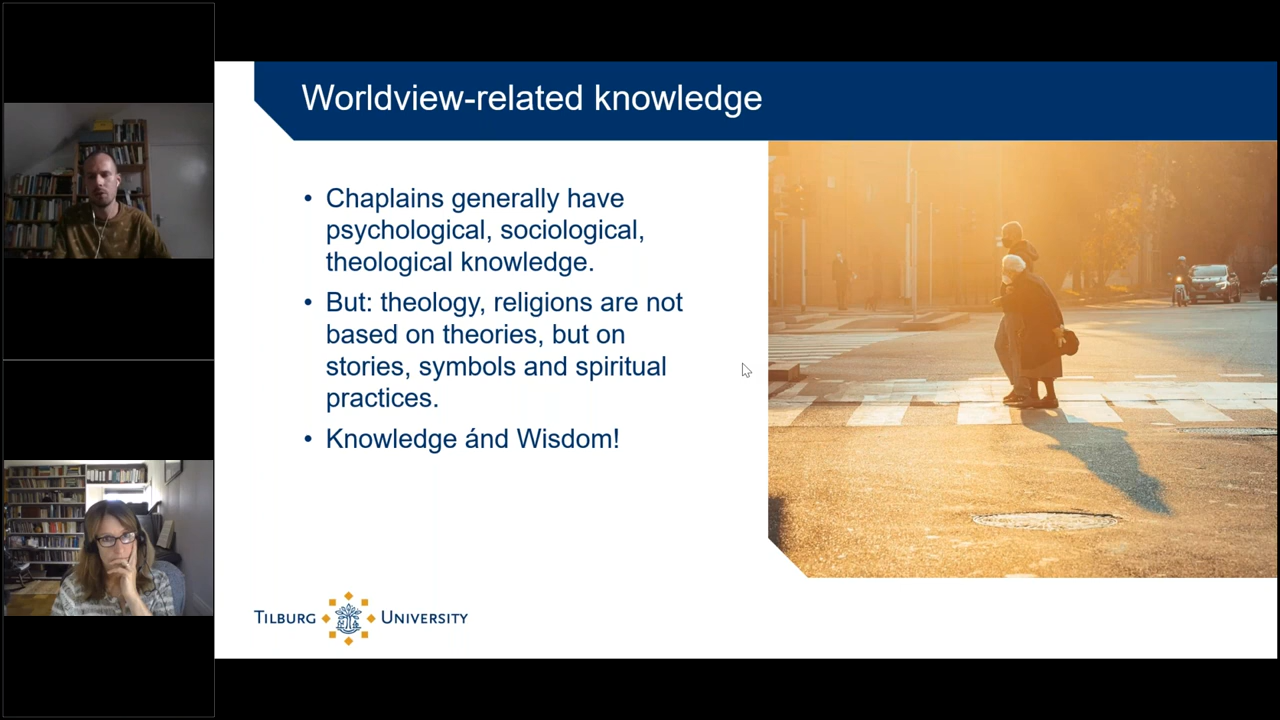 Worldview-related knowledge
• Chaplains generally have
psychological, sociological,
theological knowledge.
• But: theology, religions are not
based on theories, but on
stories, symbols and spiritual
practices.
• Knowledge ánd Wisdom!
TILBURG UNIVERSITY